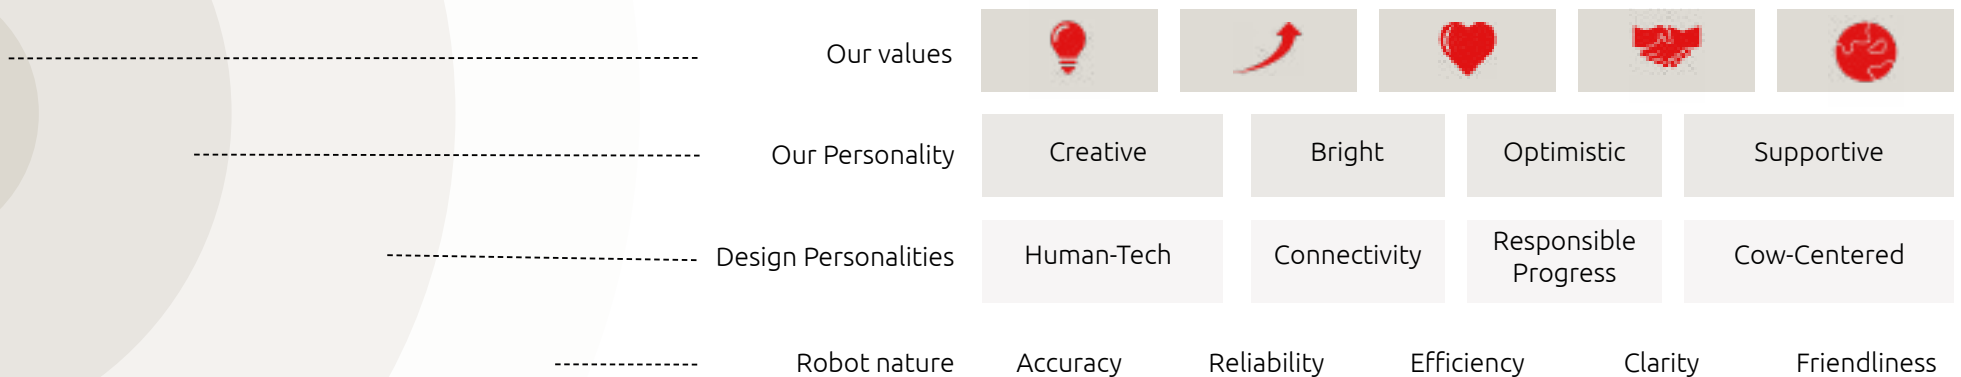 Our values
Our Personality
Creative
Bright
Optimistic
Supportive
Design Personalities
Human-Tech
Connectivity
Responsible
Progress
Cow-Centered
Robot nature
Accuracy
Reliability
Efficiency
Clarity
Friendliness